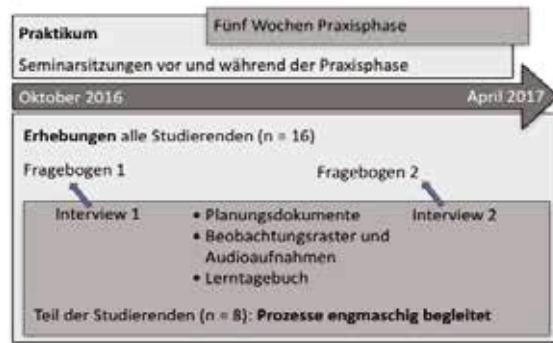 Fünf Wochen Praxisphase
Praktikum
Seminarsitzungen vor und während der Praxisphase
Oktober 2016 April 2017
Erhebungen alle Studierenden (n = 16)
Fragebogen 1 Fragebogen 2
Interview 1 • Planungsdokumente Interview 2
• Beobachtungsraster und
Audioaufnahmen
• Lerntagebuch
Teil der Studierenden (n = 8): Prozesse engmaschig begleitet